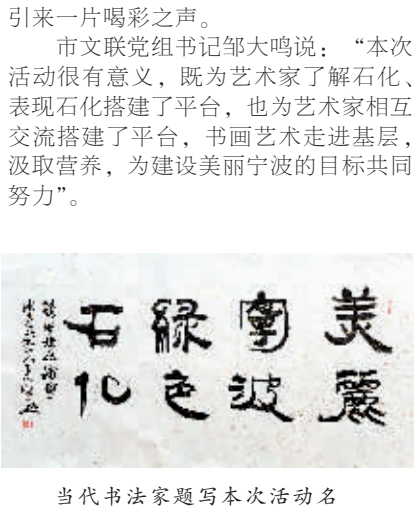 引来一片喝彩之声。
市文联党组书记邹大鸣说：“本次
活动很有意义，既为艺术家了解石化、
表现石化搭建了平台，也为艺术家相互
交流搭建了平台，书画艺术走进基层，
汲取营养，为建设美丽宁波的目标共同
努力”。
美麗
寧波
綠色
石化
当代书法家题写本次活动名